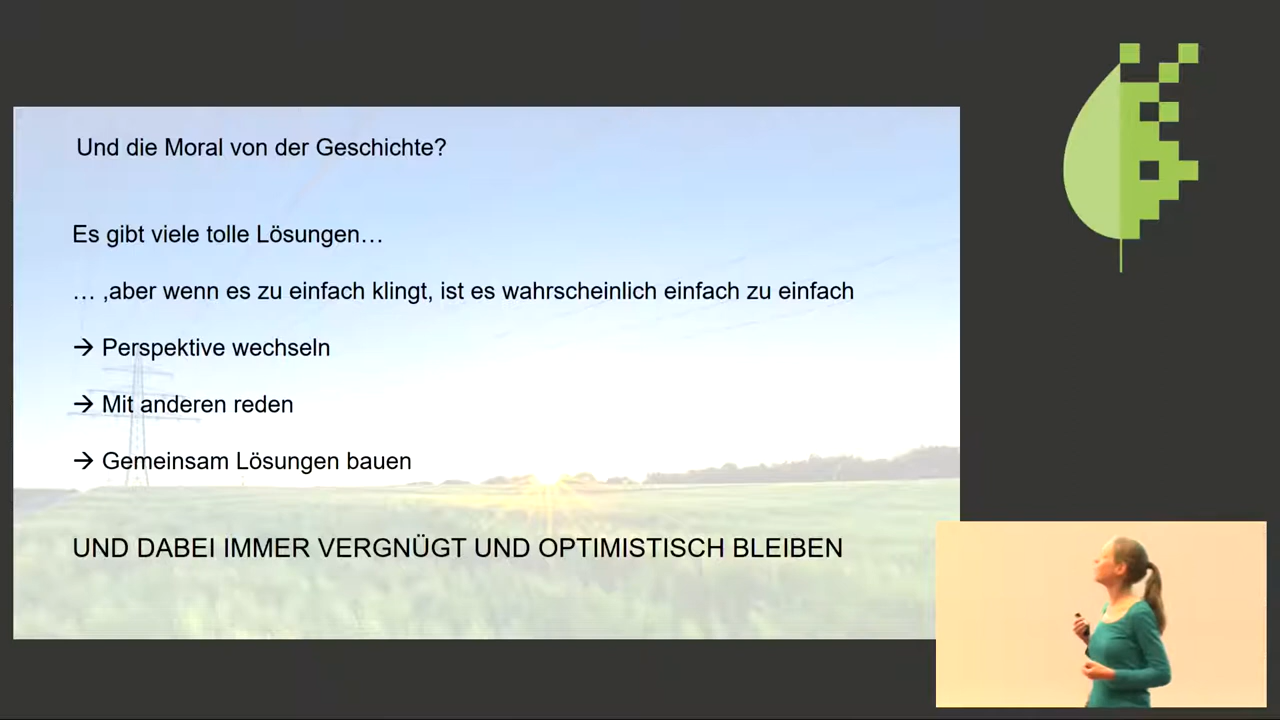 Und die Moral von der Geschichte?
Es gibt viele tolle Lösungen…
… ,aber wenn es zu einfach klingt, ist es wahrscheinlich einfach zu einfach
→ Perspektive wechseln
→ Mit anderen reden
→ Gemeinsam Lösungen bauen
UND DABEI IMMER VERGNÜGT UND OPTIMISTISCH BLEIBEN